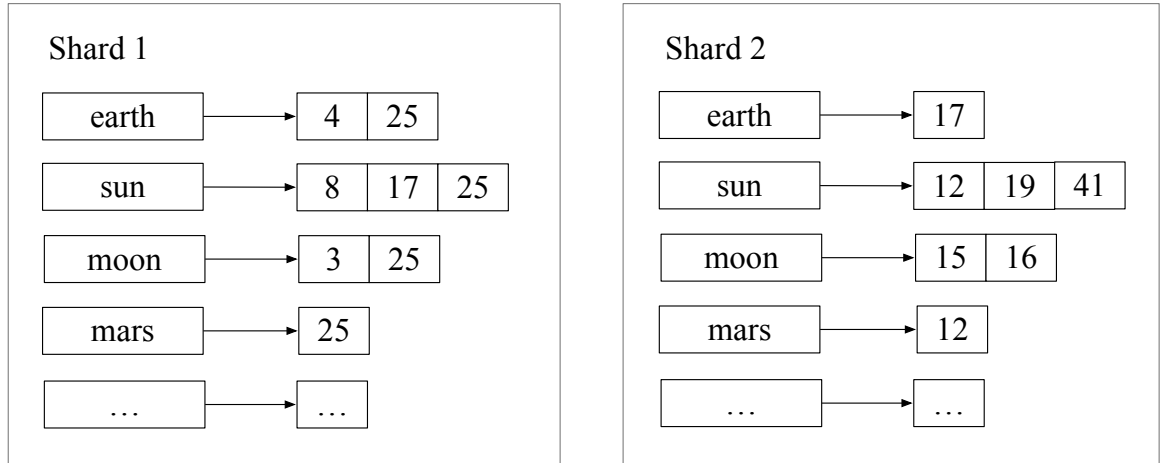 Shard 1
earth 4 25
sun 8 17 25
moon 3 25
mars 25
… …
Shard 2
earth 17
sun 12 19 41
moon 15 16
mars 12
… …